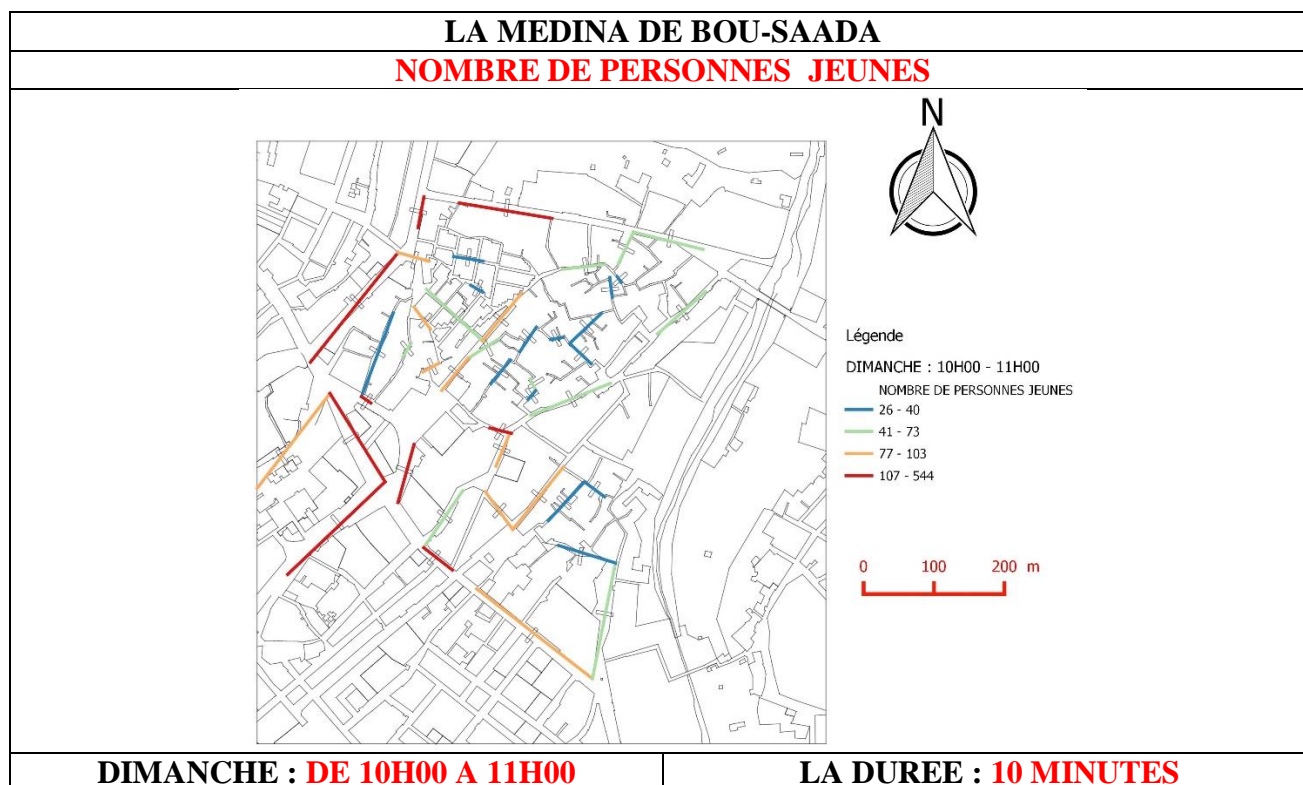 LA MEDINA DE BOU-SAADA
NOMBRE DE PERSONNES JEUNES
N
Légende
DIMANCHE : 10H00 - 11H00
NOMBRE DE PERSONNES JEUNES
26 - 40
41 - 73
77 - 103
107 - 544
0 100 200 m
DIMANCHE : DE 10H00 A 11H00
LA DUREE : 10 MINUTES